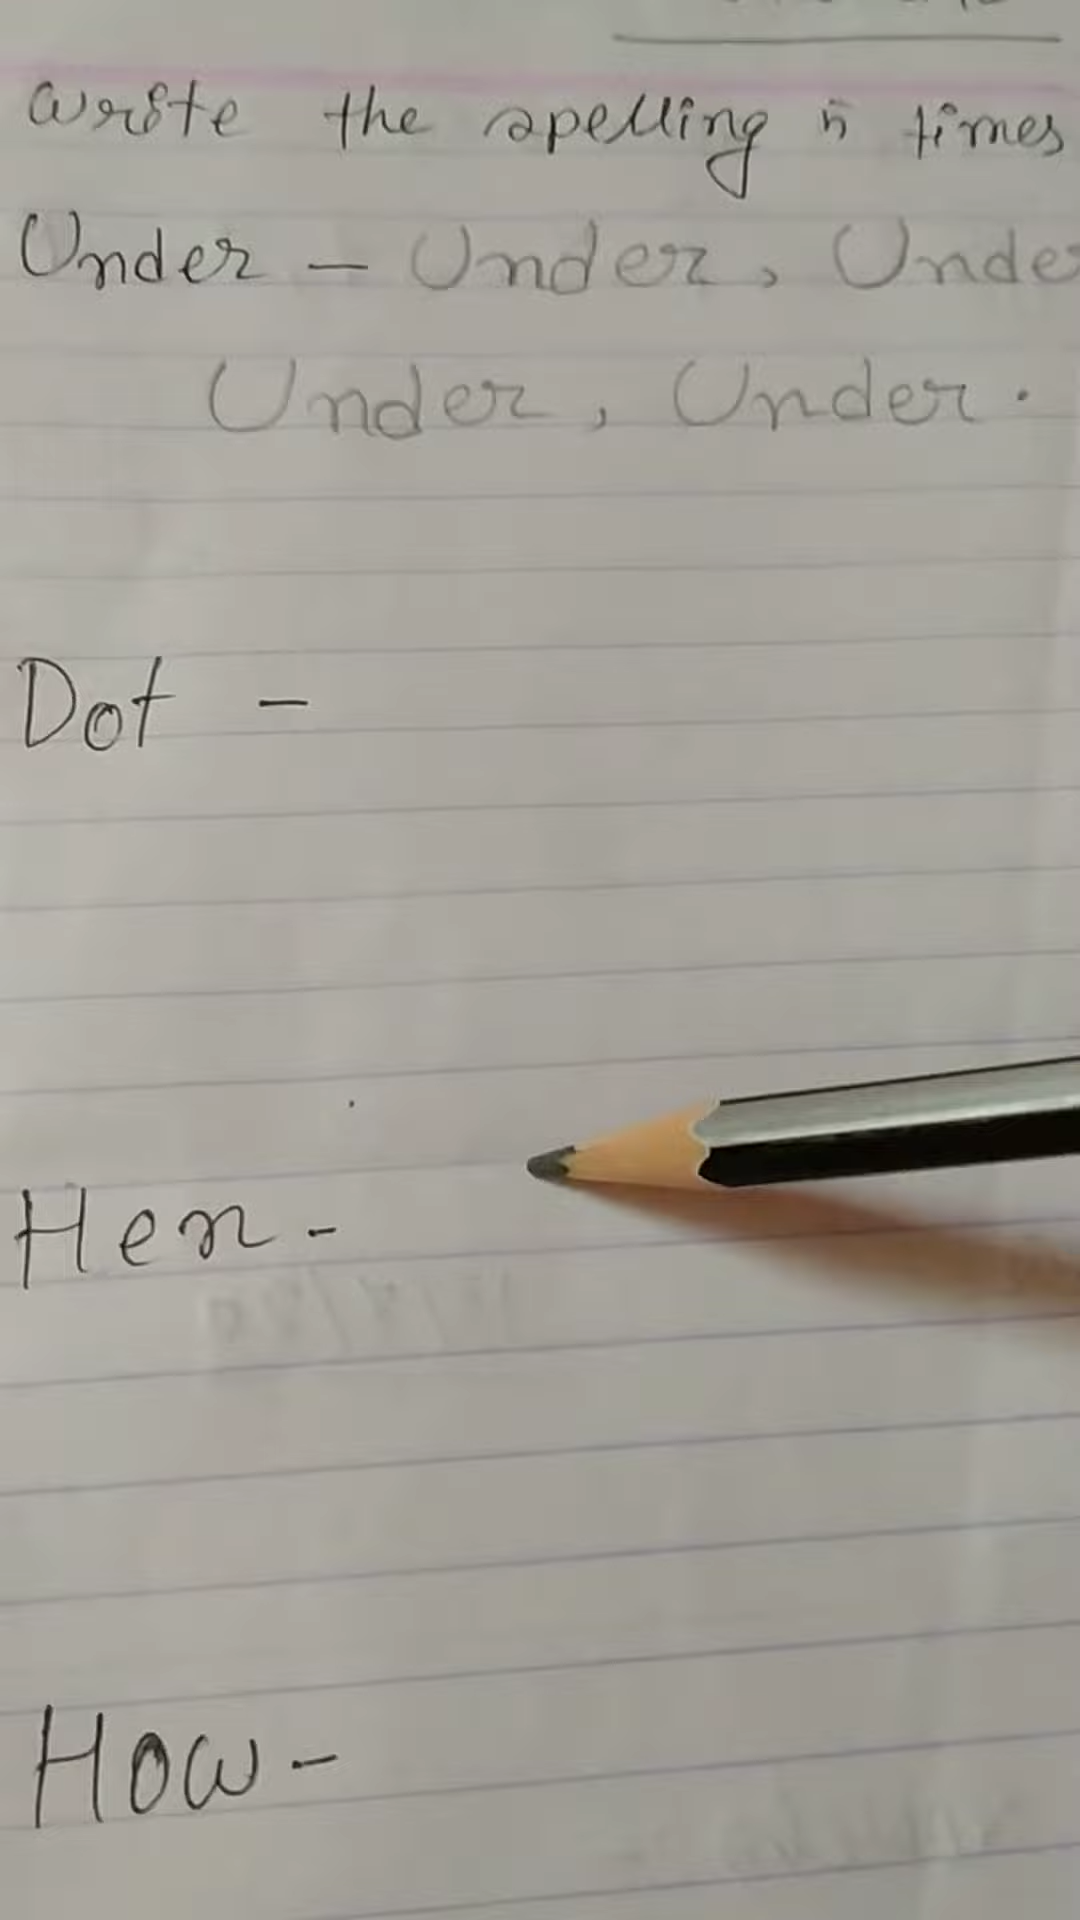 write the spelling 5 times
Under - Under, Unde
Under, Under.
Dot -
Hen -
How -